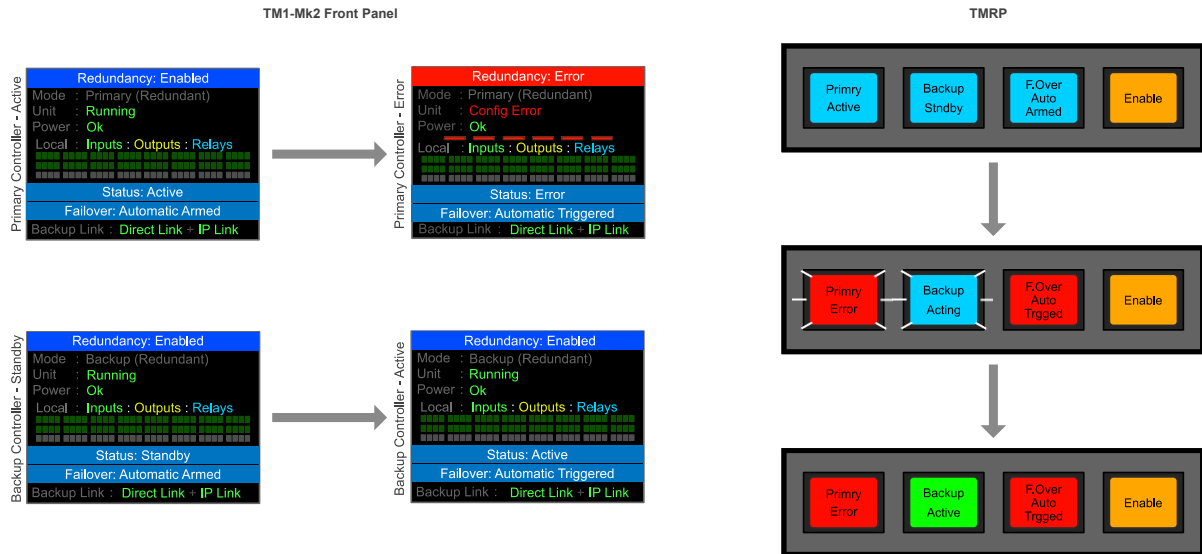 TM1-Mk2 Front Panel
TMRP
Primary Controller - Active
Redundancy: Enabled
Mode : Primary (Redundant)
Unit : Running
Power : Ok
Local : Inputs : Outputs : Relays
Status: Active
Failover: Automatic Armed
Backup Link : Direct Link + IP Link
Primary Controller - Error
Redundancy: Error
Mode : Primary (Redundant)
Unit : Config Error
Power : Ok
Local : Inputs : Outputs : Relays
Status: Error
Failover: Automatic Triggered
Backup Link : Direct Link + IP Link
Backup Controller - Standby
Redundancy: Enabled
Mode : Backup (Redundant)
Unit : Running
Power : Ok
Local : Inputs : Outputs : Relays
Status: Standby
Failover: Automatic Armed
Backup Link : Direct Link + IP Link
Backup Controller - Active
Redundancy: Enabled
Mode : Backup (Redundant)
Unit : Running
Power : Ok
Local : Inputs : Outputs : Relays
Status: Active
Failover: Automatic Triggered
Backup Link : Direct Link + IP Link
Primry
Active
Backup
Stndby
F.Over
Auto
Armed
Enable
Primry
Error
Backup
Acting
F.Over
Auto
Trgged
Enable
Primry
Error
Backup
Active
F.Over
Auto
Trgged
Enable